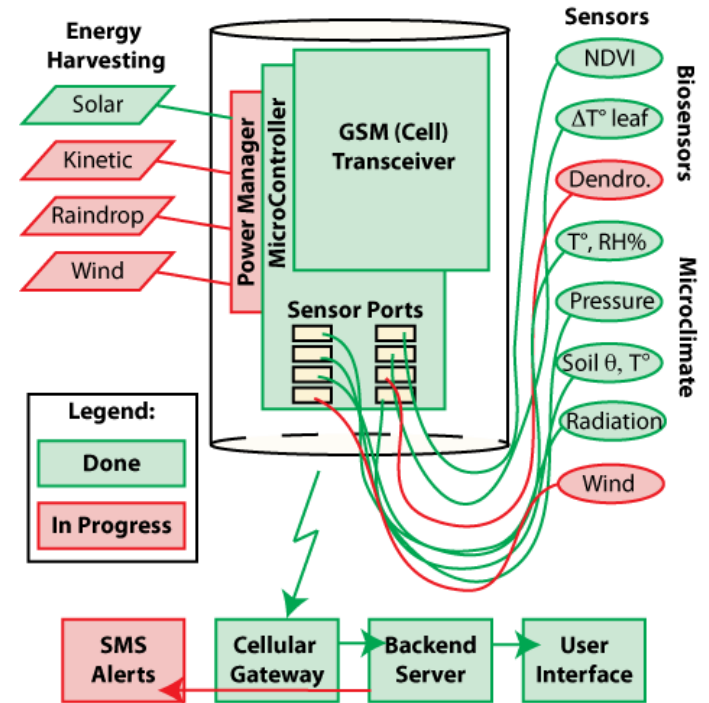 Energy
Harvesting
Solar
Kinetic
Raindrop
Wind
Power Manager
MicroController
GSM (Cell)
Transceiver
Sensor Ports
Sensors
NDVI
ΔT° leaf
Dendro.
T°, RH%
Pressure
Soil θ, T°
Radiation
Wind
Biosensors
Microclimate
Legend:
Done
In Progress
SMS
Alerts
Cellular
Gateway
Backend
Server
User
Interface